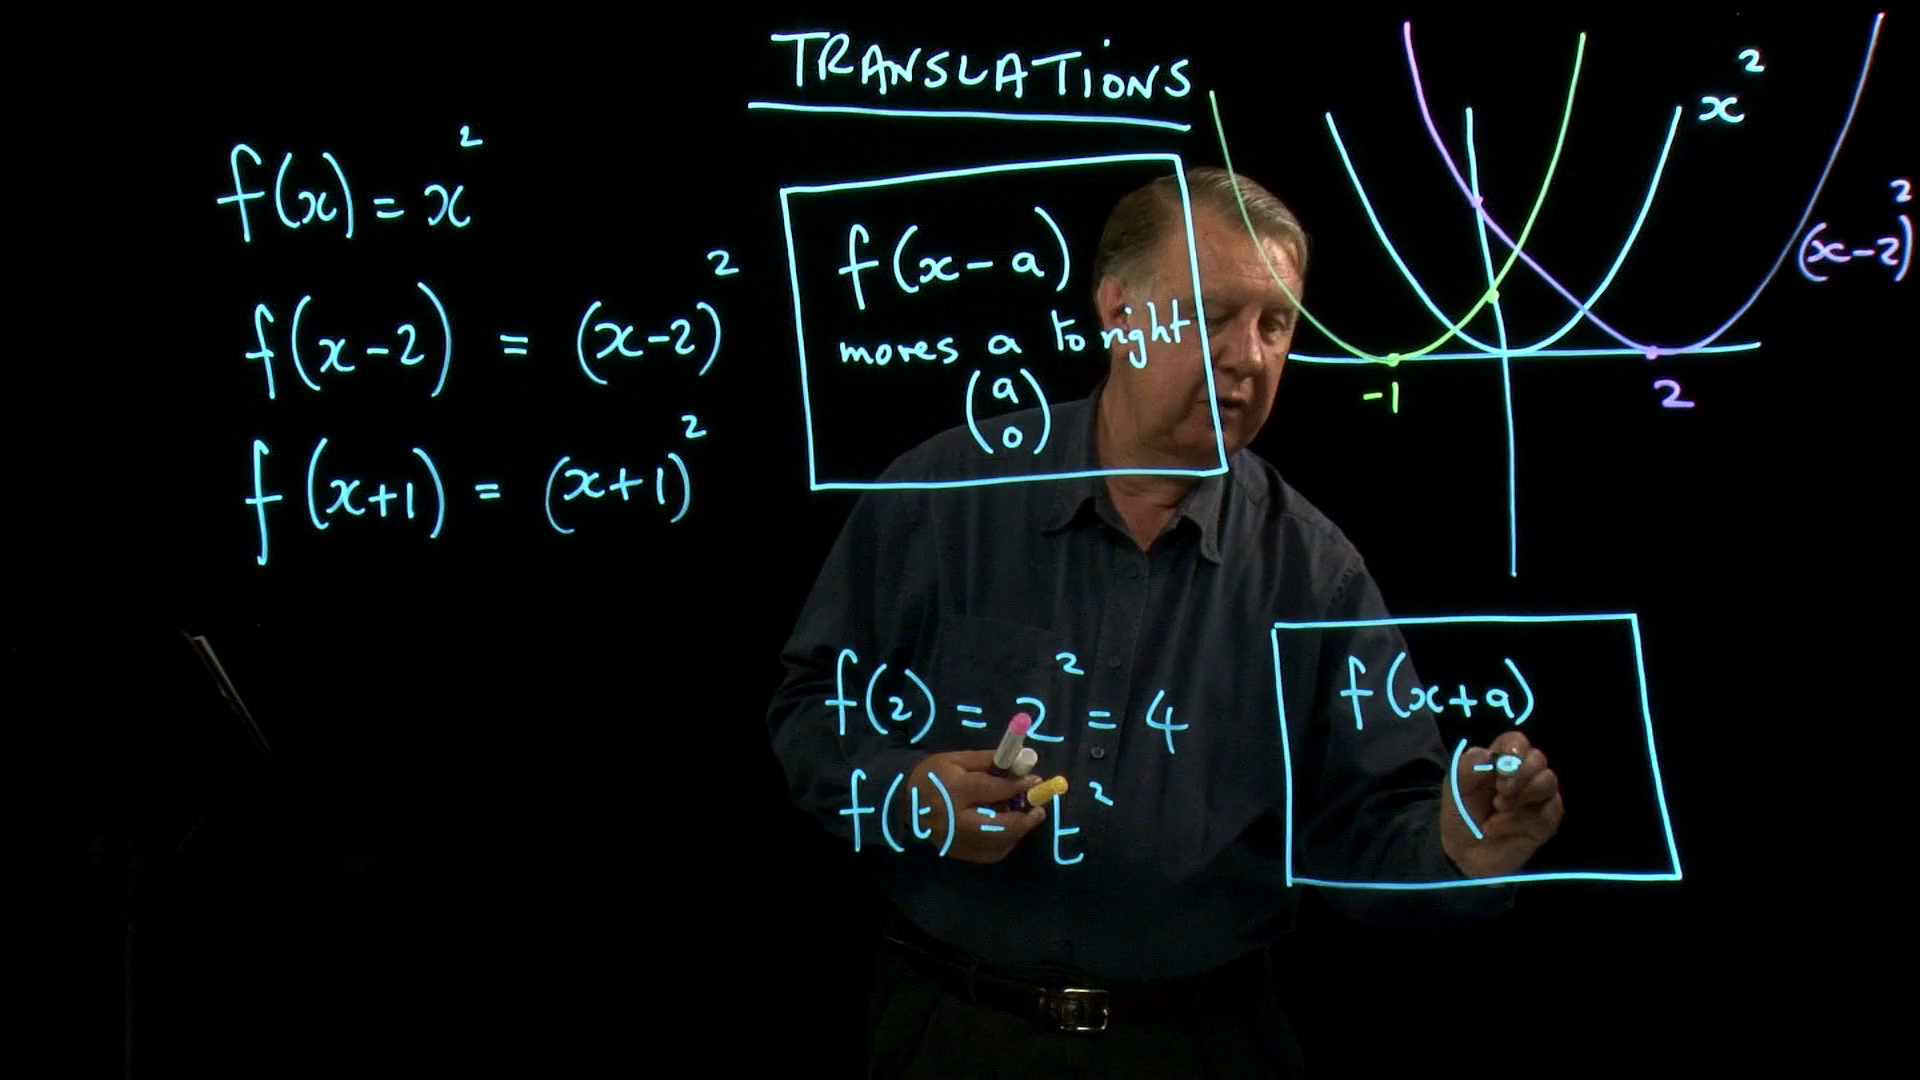 TRANSLATIONS
f(x) = x²
f(x-2) = (x-2)²
f(x+1) = (x+1)²
f(x-a)
moves a to right
(a
0)
x²
(x-2)²
-1
2
f(2) = 2² = 4
f(t) = t²
f(x+a)
(-a